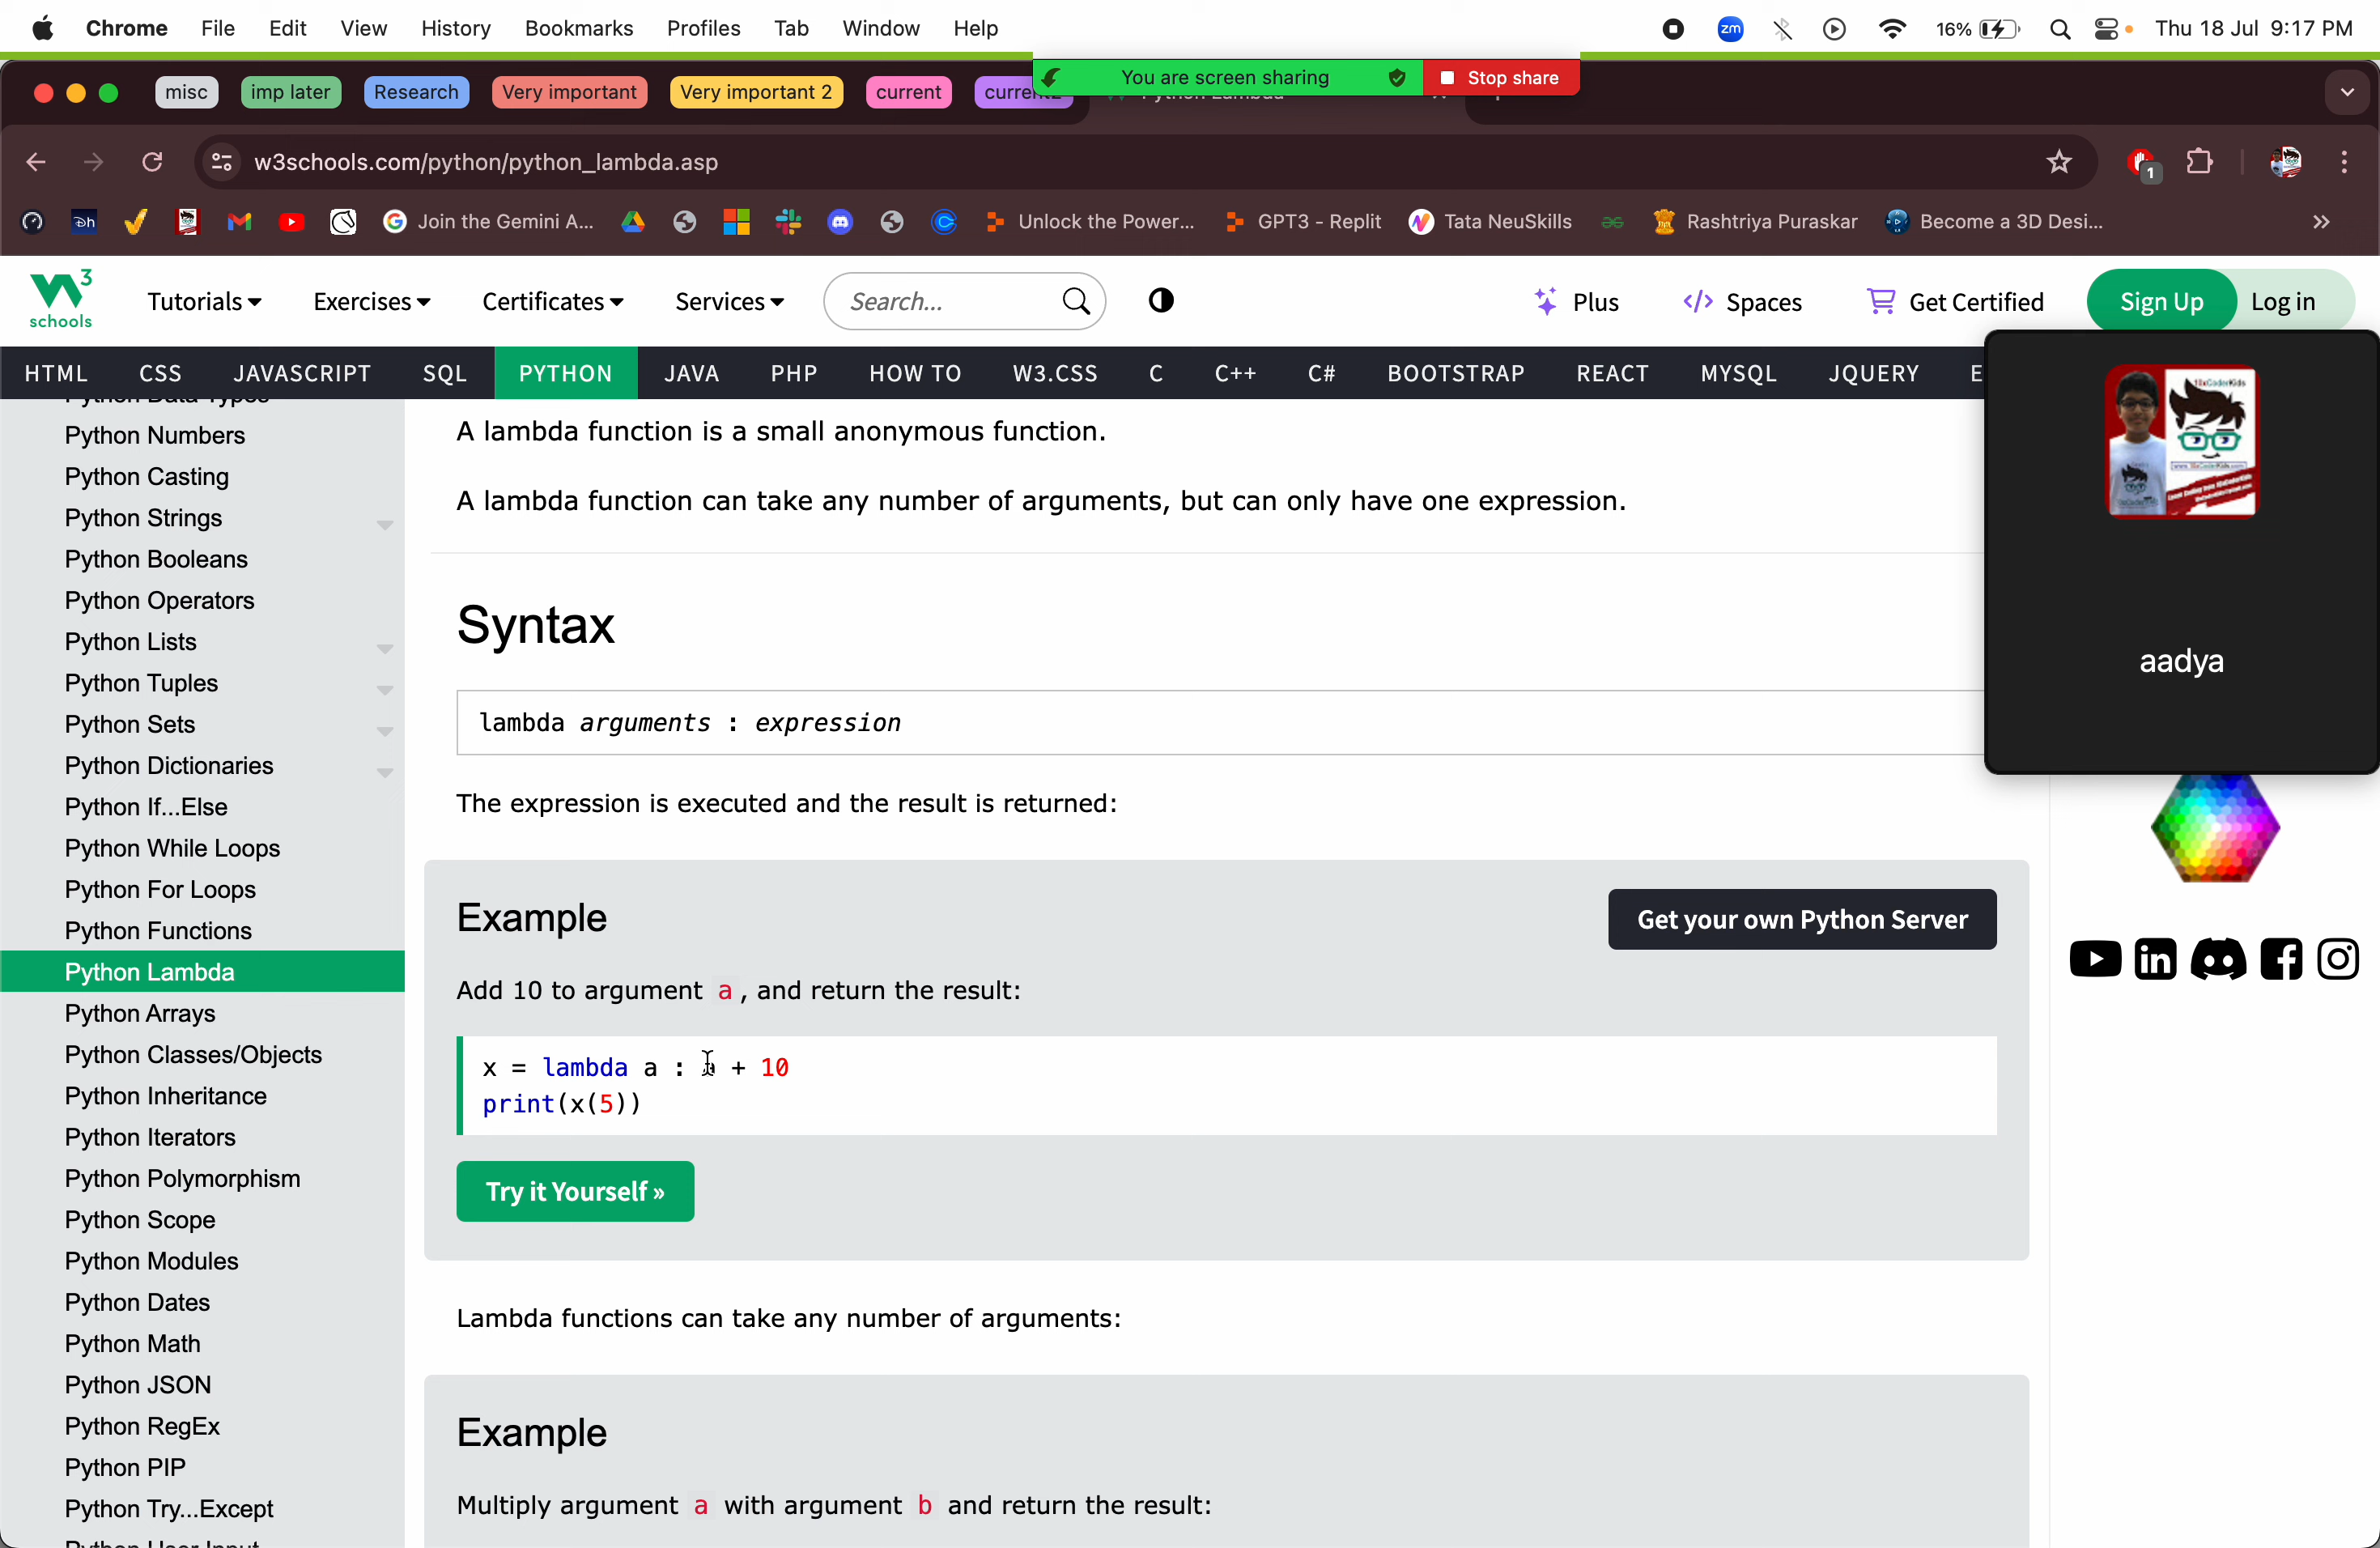 Chrome File Edit View History Bookmarks Profiles Tab Window Help zm 16% Thu 18 Jul 9:17 PM
You are screen sharing Stop share
misc imp later Research Very important Very important 2 current
w3schools.com/python/python_lambda.asp 1
Join the Gemini A... Unlock the Power... GPT3 - Replit Tata NeuSkills Rashtriya Puraskar Become a 3D Desi...
W3 schools Tutorials Exercises Certificates Services Search... Plus Spaces Get Certified Sign Up Log in
HTML CSS JAVASCRIPT SQL PYTHON JAVA PHP HOW TO W3.CSS C C++ C# BOOTSTRAP REACT MYSQL JQUERY E
Python Data Types
Python Numbers
Python Casting
Python Strings
Python Booleans
Python Operators
Python Lists
Python Tuples
Python Sets
Python Dictionaries
Python If...Else
Python While Loops
Python For Loops
Python Functions
Python Lambda
Python Arrays
Python Classes/Objects
Python Inheritance
Python Iterators
Python Polymorphism
Python Scope
Python Modules
Python Dates
Python Math
Python JSON
Python RegEx
Python PIP
Python Try...Except
A lambda function is a small anonymous function.
A lambda function can take any number of arguments, but can only have one expression.
Syntax
lambda arguments : expression
The expression is executed and the result is returned:
Example
Get your own Python Server
Add 10 to argument a, and return the result:
x = lambda a : a + 10
print(x(5))
Try it Yourself »
Lambda functions can take any number of arguments:
Example
Multiply argument a with argument b and return the result:
aadya